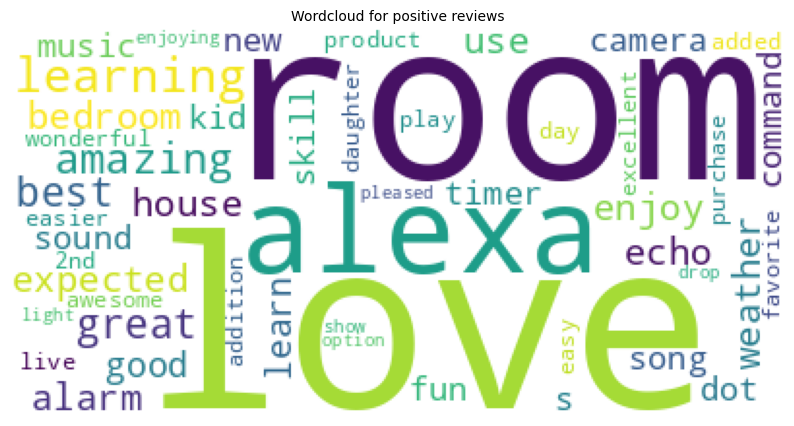 Wordcloud for positive reviews
music
enjoying
new
product
use
camera
added
learning
room
bedroom
kid
skill
daughter
play
day
excellent
purchase
command
wonderful
amazing
best
house
alexa
pleased
timer
enjoy
easier
sound
2nd
echo
drop
weather
favorite
expected
awesome
light
great
addition
learn
love
show
option
easy
song
live
good
alarm
fun
s
dot